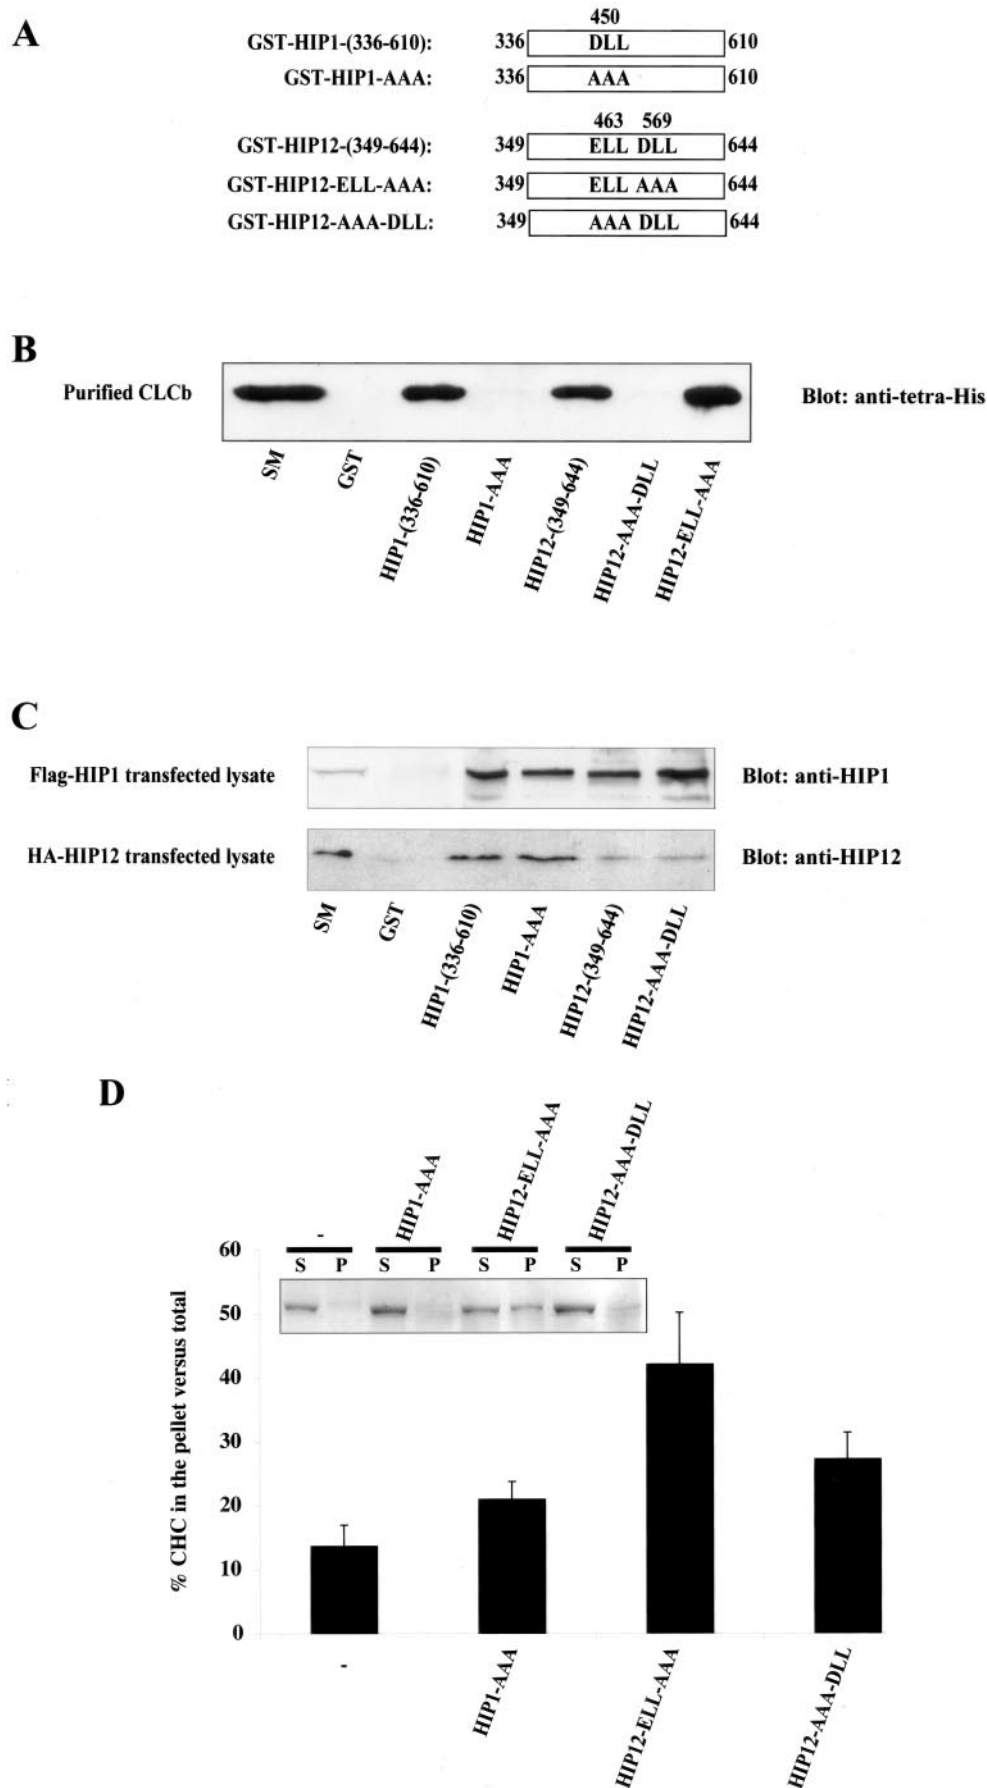 A
450
GST-HIP1-(336-610): 336 DLL 610
GST-HIP1-AAA: 336 AAA 610
463 569
GST-HIP12-(349-644): 349 ELL DLL 644
GST-HIP12-ELL-AAA: 349 ELL AAA 644
GST-HIP12-AAA-DLL: 349 AAA DLL 644
B
Purified CLCb
Blot: anti-tetra-His
SM
GST
HIP1-(336-610)
HIP1-AAA
HIP12-(349-644)
HIP12-AAA-DLL
HIP12-ELL-AAA
C
Flag-HIP1 transfected lysate
Blot: anti-HIP1
HA-HIP12 transfected lysate
Blot: anti-HIP12
SM
GST
HIP1-(336-610)
HIP1-AAA
HIP12-(349-644)
HIP12-AAA-DLL
D
-
HIP1-AAA
HIP12-ELL-AAA
HIP12-AAA-DLL
S P S P S P S P
% CHC in the pellet versus total
60
50
40
30
20
10
0
-
HIP1-AAA
HIP12-ELL-AAA
HIP12-AAA-DLL